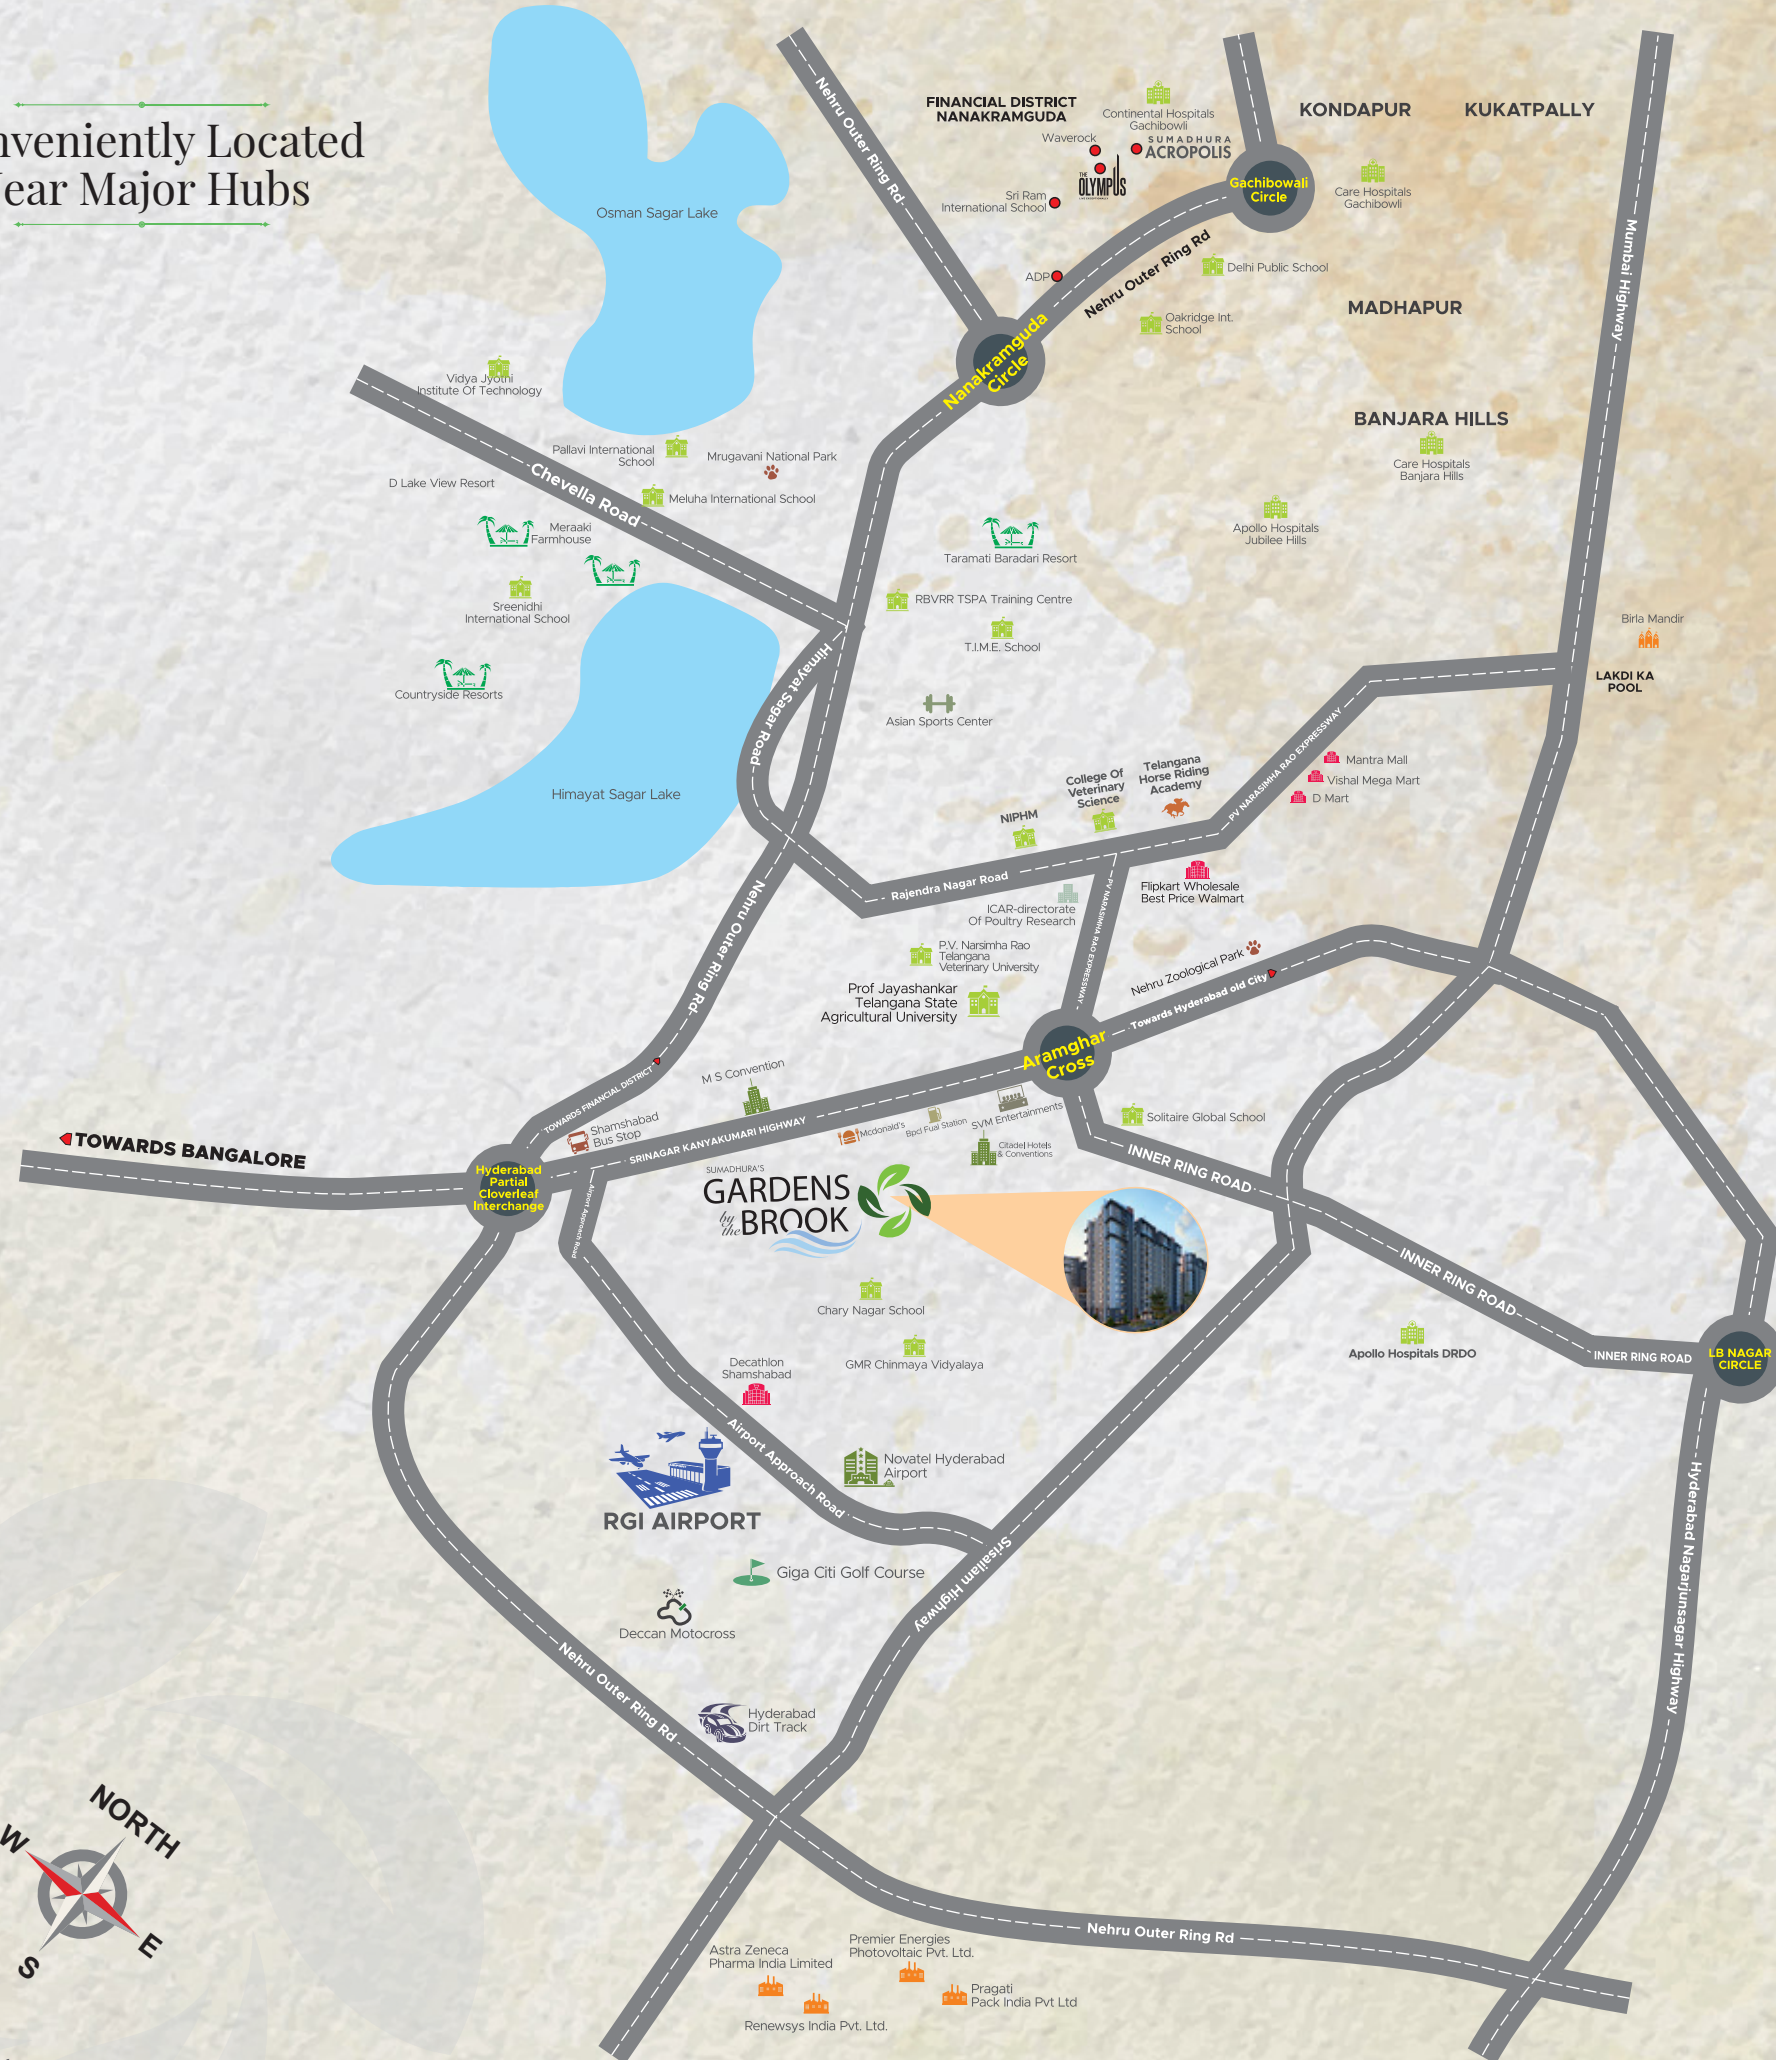 nveniently Located
ear Major Hubs
Osman Sagar Lake
Nehru Outer Ring Rd
FINANCIAL DISTRICT
NANAKRAMGUDA
Continental Hospitals
Gachibowli
Waverock
SUMADHURA
ACROPOLIS
THE
OLYMPUS
Sri Ram
International School
ADP
Gachibowali
Circle
KONDAPUR
KUKATPALLY
Care Hospitals
Gachibowli
Nehru Outer Ring Rd
Delhi Public School
Oakridge Int.
School
MADHAPUR
Mumbai Highway
Nanakramguda
Circle
Vidya Jyothi
Institute Of Technology
Pallavi International
School
Mrugavani National Park
D Lake View Resort
Chevella Road
Meluha International School
Meraaki
Farmhouse
Sreenidhi
International School
Countryside Resorts
BANJARA HILLS
Care Hospitals
Banjara Hills
Apollo Hospitals
Jubilee Hills
Taramati Baradari Resort
RBVRR TSPA Training Centre
T.I.M.E. School
Asian Sports Center
Birla Mandir
LAKDI KA
POOL
Himayat Sagar Road
Himayat Sagar Lake
PV NARASIMHA RAO EXPRESSWAY
Mantra Mall
Vishal Mega Mart
D Mart
Telangana
Horse Riding
Academy
College Of
Veterinary
Science
NIPHM
Rajendra Nagar Road
Flipkart Wholesale
Best Price Walmart
ICAR-directorate
Of Poultry Research
PV NARASIMHA RAO EXPRESSWAY
P.V. Narsimha Rao
Telangana
Veterinary University
Prof Jayashankar
Telangana State
Agricultural University
Nehru Zoological Park
Towards Hyderabad old City
Nehru Outer Ring Rd
Aramghar
Cross
TOWARDS FINANCIAL DISTRICT
M S Convention
Shamshabad
Bus Stop
SRINAGAR KANYAKUMARI HIGHWAY
Mcdonald's
Bpcl Fual Station
SVM Entertainments
Citadel Hotels
& Conventions
Solitaire Global School
INNER RING ROAD
TOWARDS BANGALORE
Hyderabad
Partial
Cloverleaf
Interchange
Airport Approach Road
SUMADHURA'S
GARDENS
by the BROOK
INNER RING ROAD
Chary Nagar School
GMR Chinmaya Vidyalaya
Apollo Hospitals DRDO
INNER RING ROAD
LB NAGAR
CIRCLE
Decathlon
Shamshabad
Airport Approach Road
Novatel Hyderabad
Airport
RGI AIRPORT
Giga Citi Golf Course
Deccan Motocross
Srisailam Highway
Hyderabad Nagarjunsagar Highway
Nehru Outer Ring Rd
Hyderabad
Dirt Track
NORTH
W
E
S
Nehru Outer Ring Rd
Astra Zeneca
Pharma India Limited
Premier Energies
Photovoltaic Pvt. Ltd.
Pragati
Pack India Pvt Ltd
Renewsys India Pvt. Ltd.